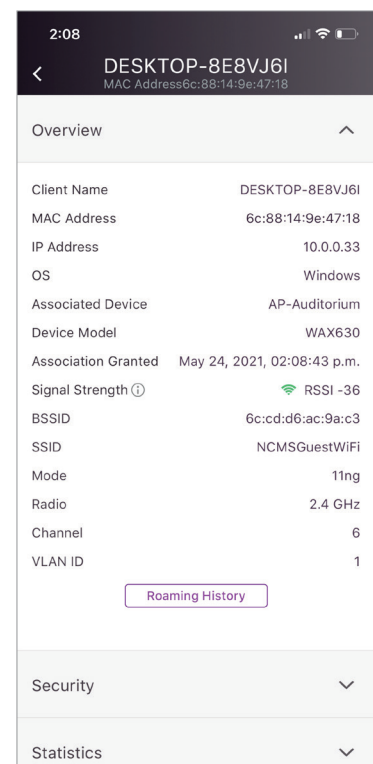 2:08
DESKTOP-8E8VJ6I
MAC Address6c:88:14:9e:47:18
Overview
Client Name DESKTOP-8E8VJ6I
MAC Address 6c:88:14:9e:47:18
IP Address 10.0.0.33
OS Windows
Associated Device AP-Auditorium
Device Model WAX630
Association Granted May 24, 2021, 02:08:43 p.m.
Signal Strength RSSI -36
BSSID 6c:cd:d6:ac:9a:c3
SSID NCMSGuestWiFi
Mode 11ng
Radio 2.4 GHz
Channel 6
VLAN ID 1
Roaming History
Security
Statistics